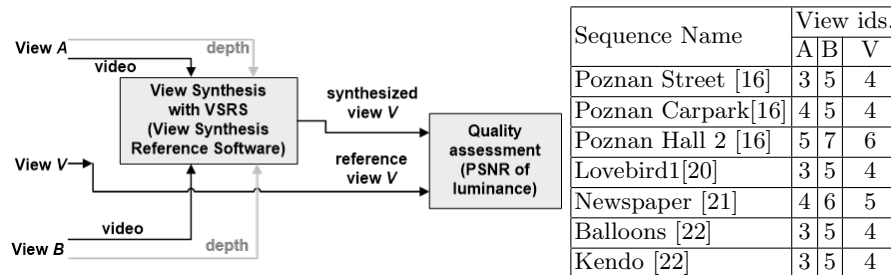 View A
depth
video
View Synthesis
with VSRS
(View Synthesis
Reference Software)
synthesized
view V
Quality
assessment
(PSNR of
luminance)
View V
reference
view V
View B
video
depth
Sequence Name View ids.
A B V
Poznan Street [16] 3 5 4
Poznan Carpark[16] 4 5 4
Poznan Hall 2 [16] 5 7 6
Lovebird1[20] 3 5 4
Newspaper [21] 4 6 5
Balloons [22] 3 5 4
Kendo [22] 3 5 4